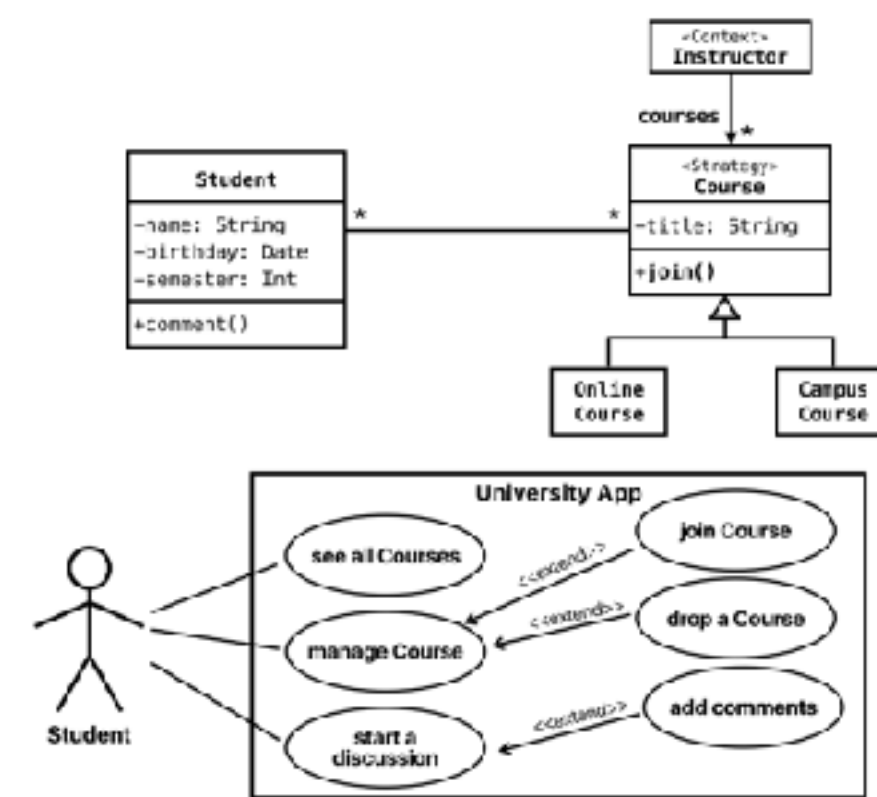 «Context»
Instructor
courses
*
«Strategy»
Course
-title: String
+join()
Student
-name: String
-birthday: Date
-semester: Int
+comment()
*
*
Online
Course
Campus
Course
University App
see all Courses
manage Course
start a
discussion
join Course
drop a Course
add comments
<<extend>>
<<extends>>
<<extend>>
Student